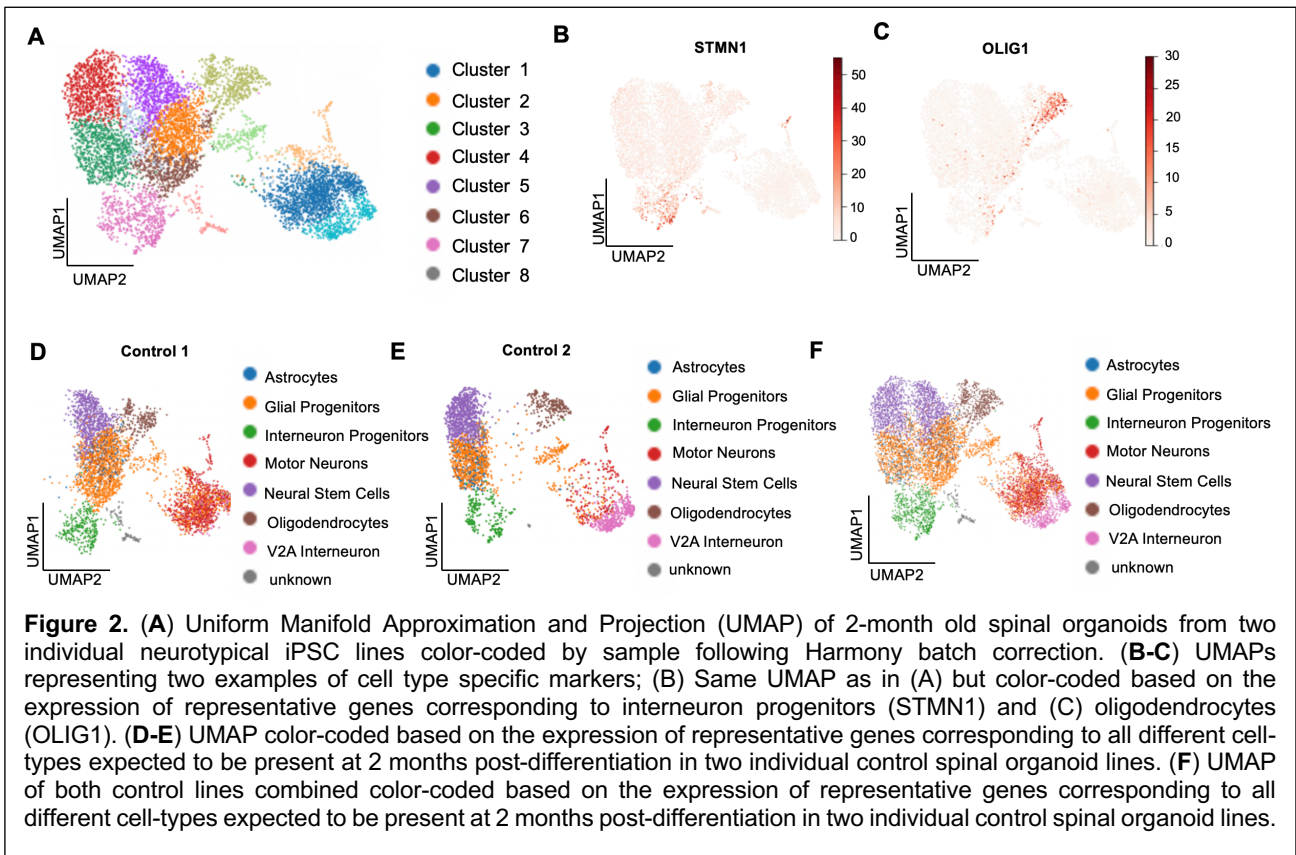 A
Cluster 1
Cluster 2
Cluster 3
Cluster 4
Cluster 5
Cluster 6
Cluster 7
Cluster 8
UMAP1
UMAP2
B
STMN1
50
40
30
20
10
0
UMAP1
UMAP2
C
OLIG1
30
25
20
15
10
5
0
UMAP1
UMAP2
D
Control 1
Astrocytes
Glial Progenitors
Interneuron Progenitors
Motor Neurons
Neural Stem Cells
Oligodendrocytes
V2A Interneuron
unknown
UMAP1
UMAP2
E
Control 2
Astrocytes
Glial Progenitors
Interneuron Progenitors
Motor Neurons
Neural Stem Cells
Oligodendrocytes
V2A Interneuron
unknown
UMAP1
UMAP2
F
Astrocytes
Glial Progenitors
Interneuron Progenitors
Motor Neurons
Neural Stem Cells
Oligodendrocytes
V2A Interneuron
unknown
UMAP1
UMAP2
Figure 2. (A) Uniform Manifold Approximation and Projection (UMAP) of 2-month old spinal organoids from two
individual neurotypical iPSC lines color-coded by sample following Harmony batch correction. (B-C) UMAPs
representing two examples of cell type specific markers; (B) Same UMAP as in (A) but color-coded based on the
expression of representative genes corresponding to interneuron progenitors (STMN1) and (C) oligodendrocytes
(OLIG1). (D-E) UMAP color-coded based on the expression of representative genes corresponding to all different cell-
types expected to be present at 2 months post-differentiation in two individual control spinal organoid lines. (F) UMAP
of both control lines combined color-coded based on the expression of representative genes corresponding to all
different cell-types expected to be present at 2 months post-differentiation in two individual control spinal organoid lines.